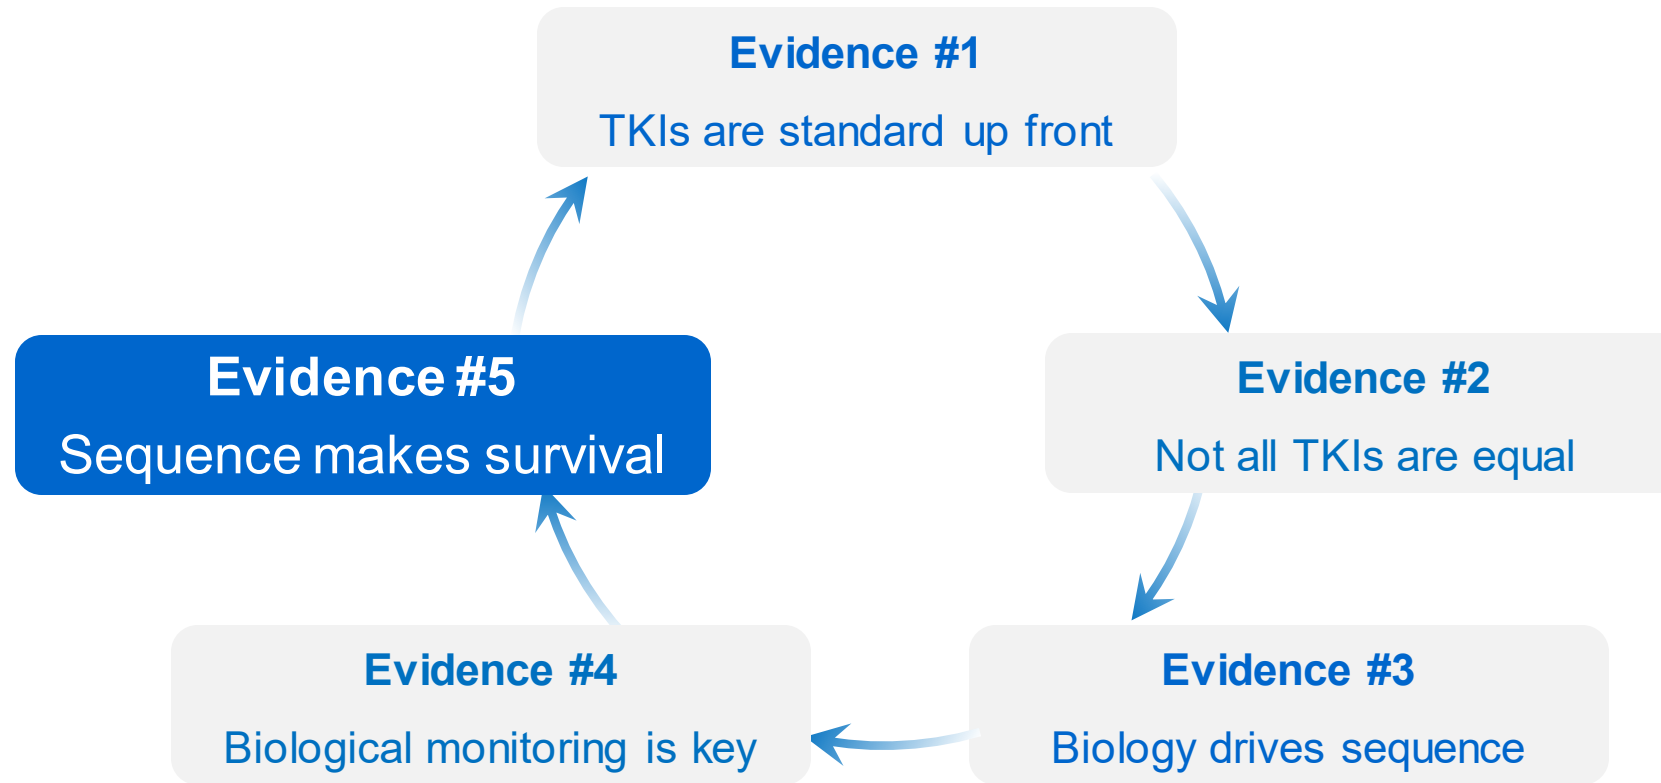 Evidence #1
TKIs are standard up front
Evidence #5
Sequence makes survival
Evidence #2
Not all TKIs are equal
Evidence #4
Biological monitoring is key
Evidence #3
Biology drives sequence